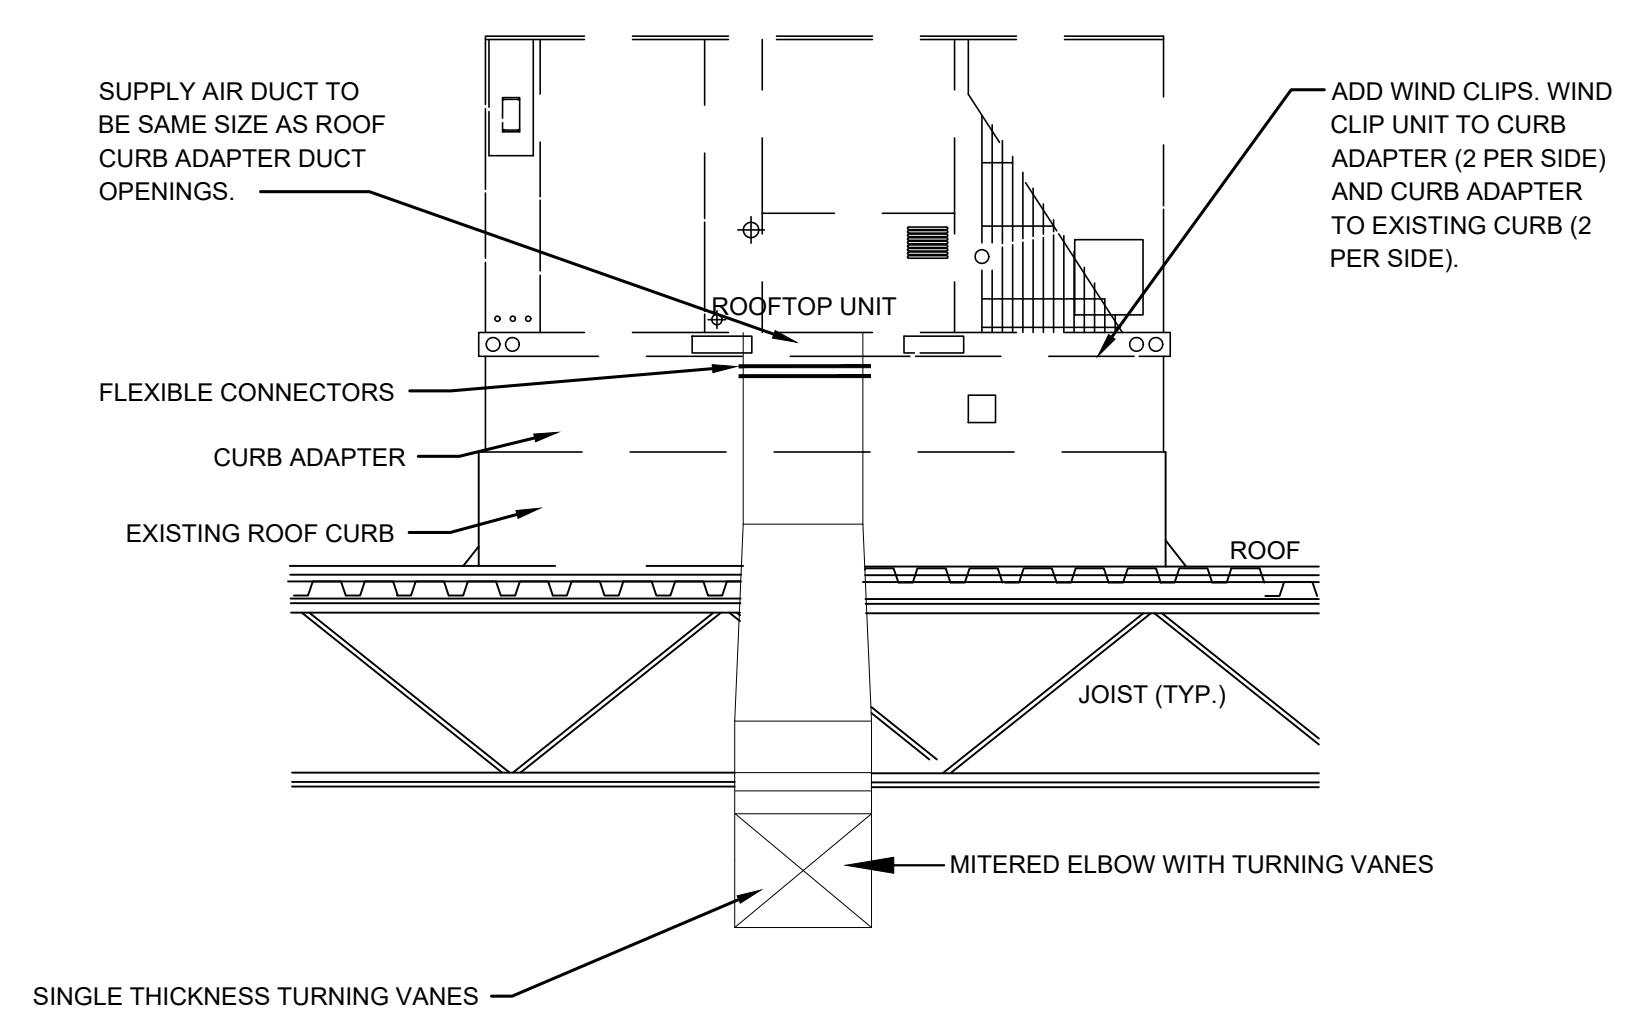 SUPPLY AIR DUCT TO
BE SAME SIZE AS ROOF
CURB ADAPTER DUCT
OPENINGS.
ADD WIND CLIPS. WIND
CLIP UNIT TO CURB
ADAPTER (2 PER SIDE)
AND CURB ADAPTER
TO EXISTING CURB (2
PER SIDE).
ROOFTOP UNIT
FLEXIBLE CONNECTORS
CURB ADAPTER
EXISTING ROOF CURB
ROOF
JOIST (TYP.)
MITERED ELBOW WITH TURNING VANES
SINGLE THICKNESS TURNING VANES